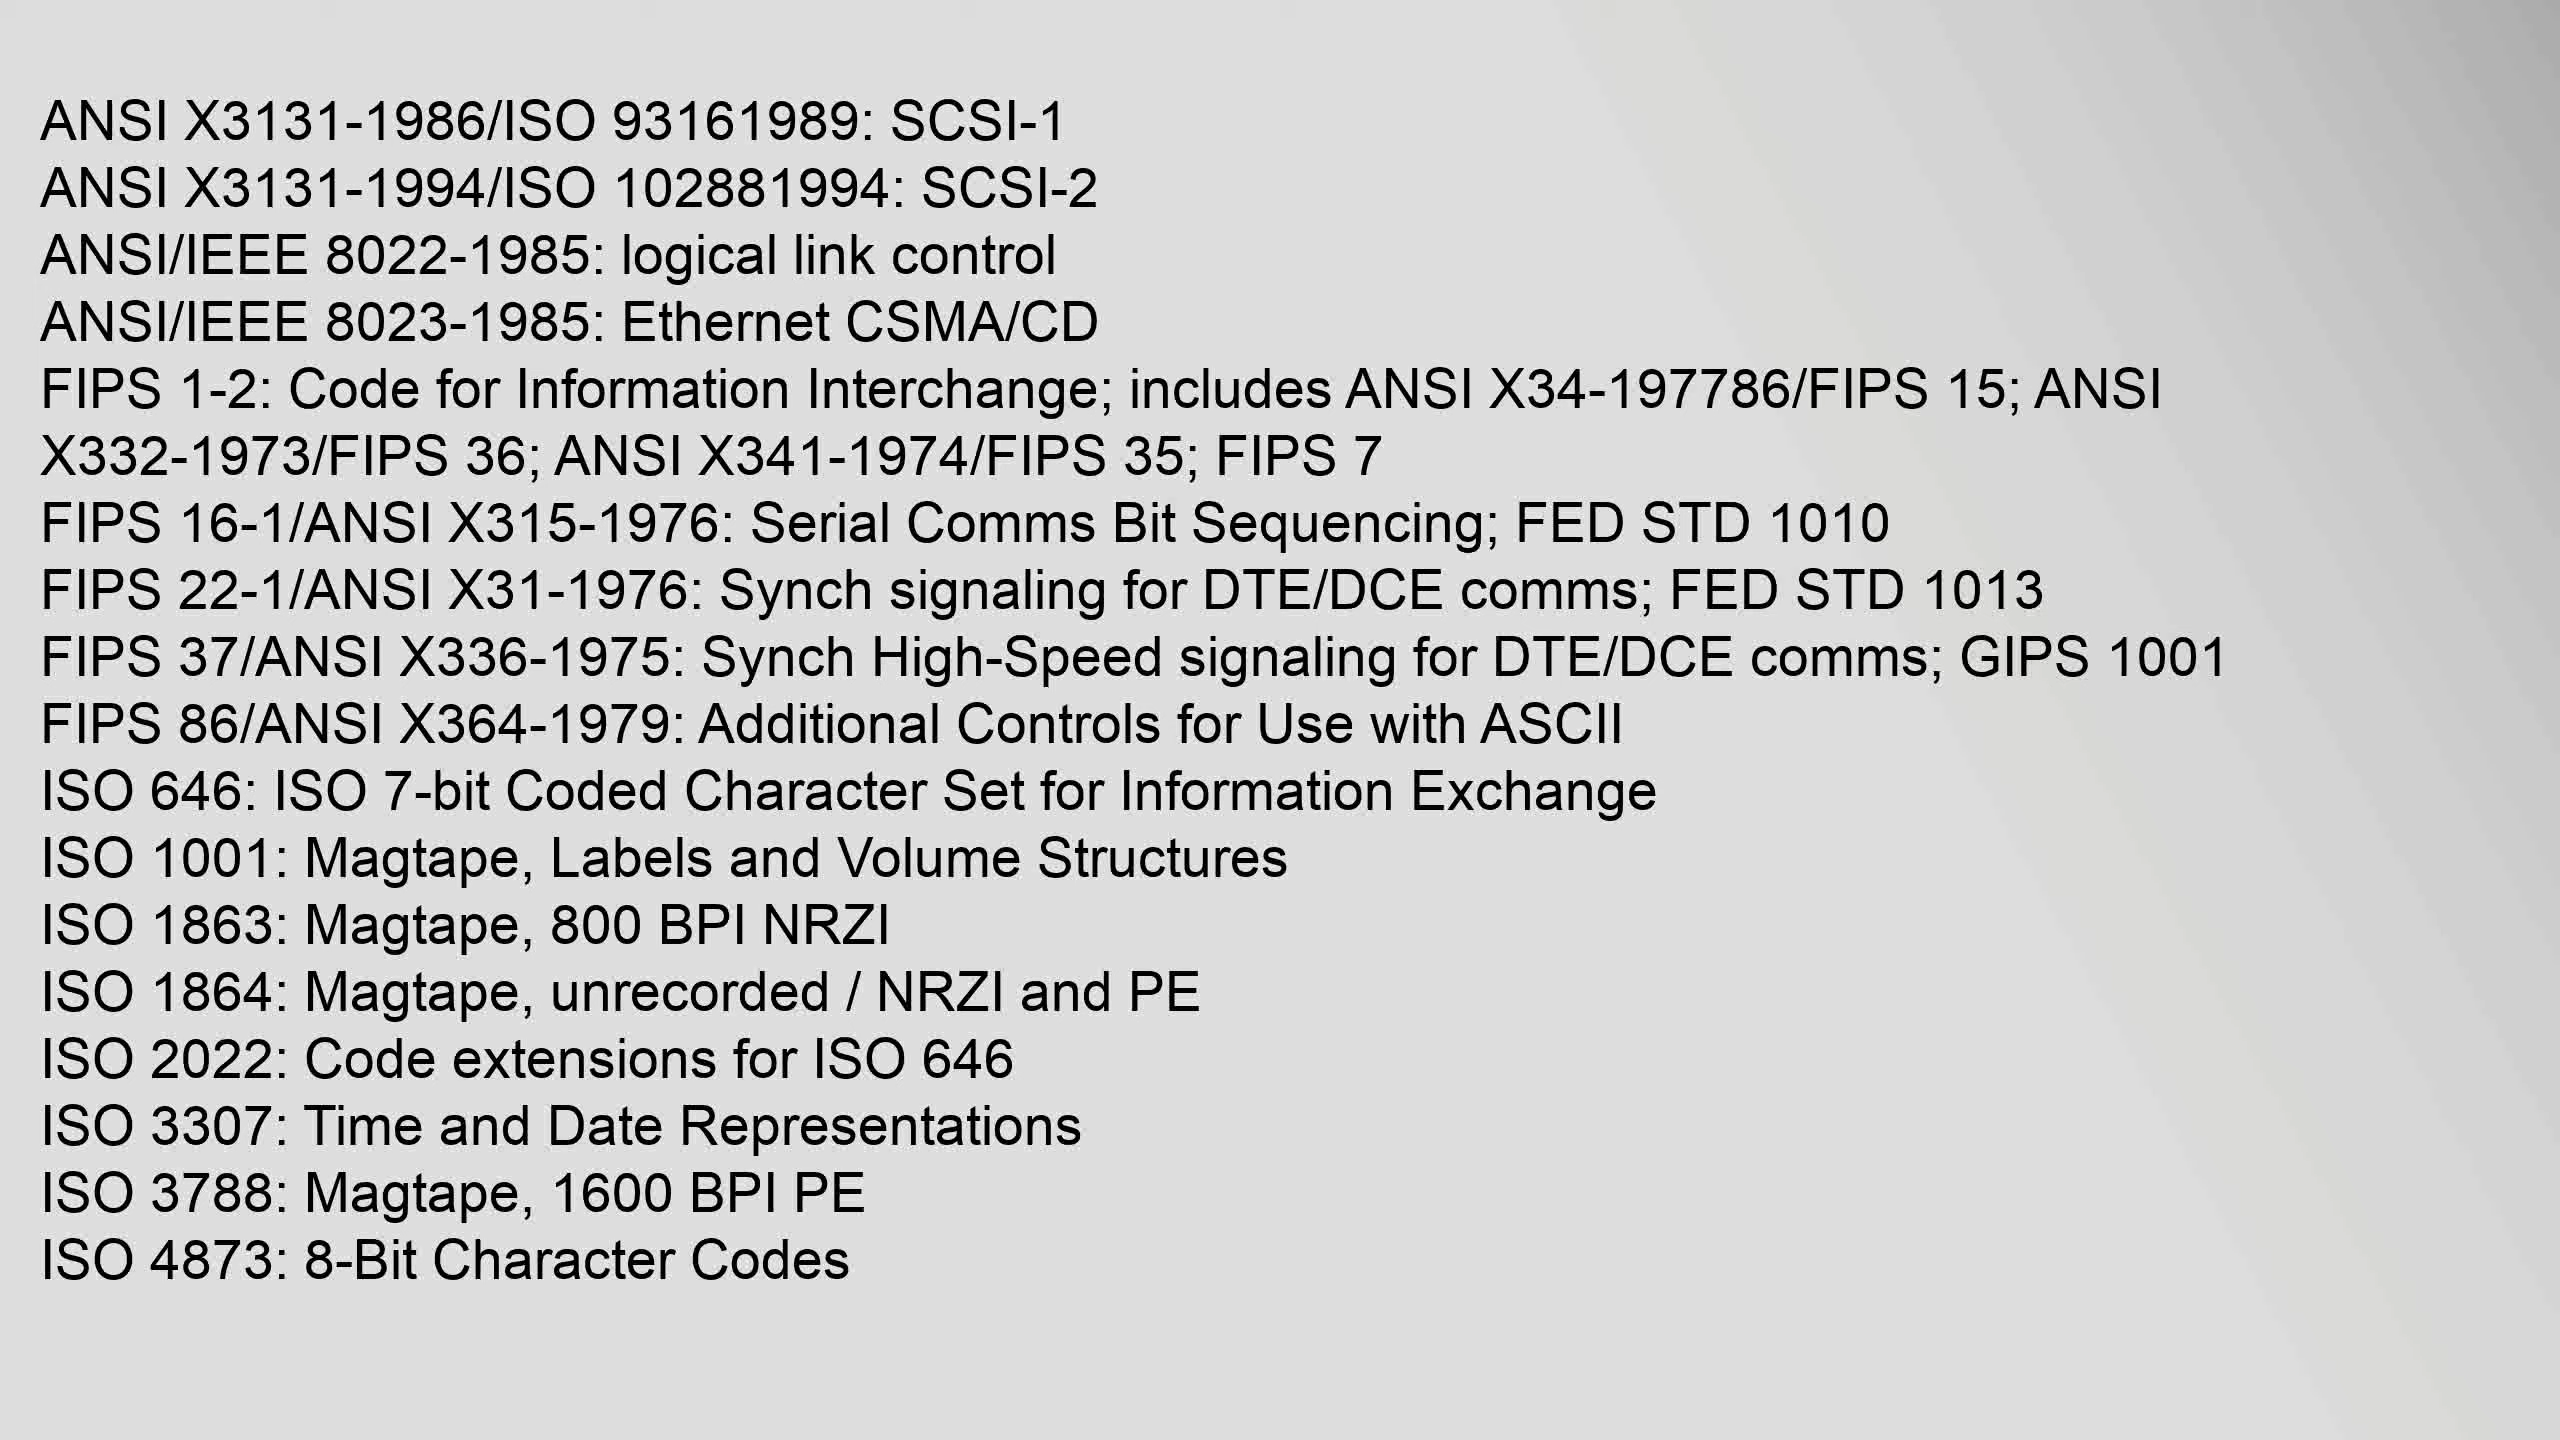 ANSI X3131-1986/ISO 93161989: SCSI-1
ANSI X3131-1994/ISO 102881994: SCSI-2
ANSI/IEEE 8022-1985: logical link control
ANSI/IEEE 8023-1985: Ethernet CSMA/CD
FIPS 1-2: Code for Information Interchange; includes ANSI X34-197786/FIPS 15; ANSI
X332-1973/FIPS 36; ANSI X341-1974/FIPS 35; FIPS 7
FIPS 16-1/ANSI X315-1976: Serial Comms Bit Sequencing; FED STD 1010
FIPS 22-1/ANSI X31-1976: Synch signaling for DTE/DCE comms; FED STD 1013
FIPS 37/ANSI X336-1975: Synch High-Speed signaling for DTE/DCE comms; GIPS 1001
FIPS 86/ANSI X364-1979: Additional Controls for Use with ASCII
ISO 646: ISO 7-bit Coded Character Set for Information Exchange
ISO 1001: Magtape, Labels and Volume Structures
ISO 1863: Magtape, 800 BPI NRZI
ISO 1864: Magtape, unrecorded / NRZI and PE
ISO 2022: Code extensions for ISO 646
ISO 3307: Time and Date Representations
ISO 3788: Magtape, 1600 BPI PE
ISO 4873: 8-Bit Character Codes